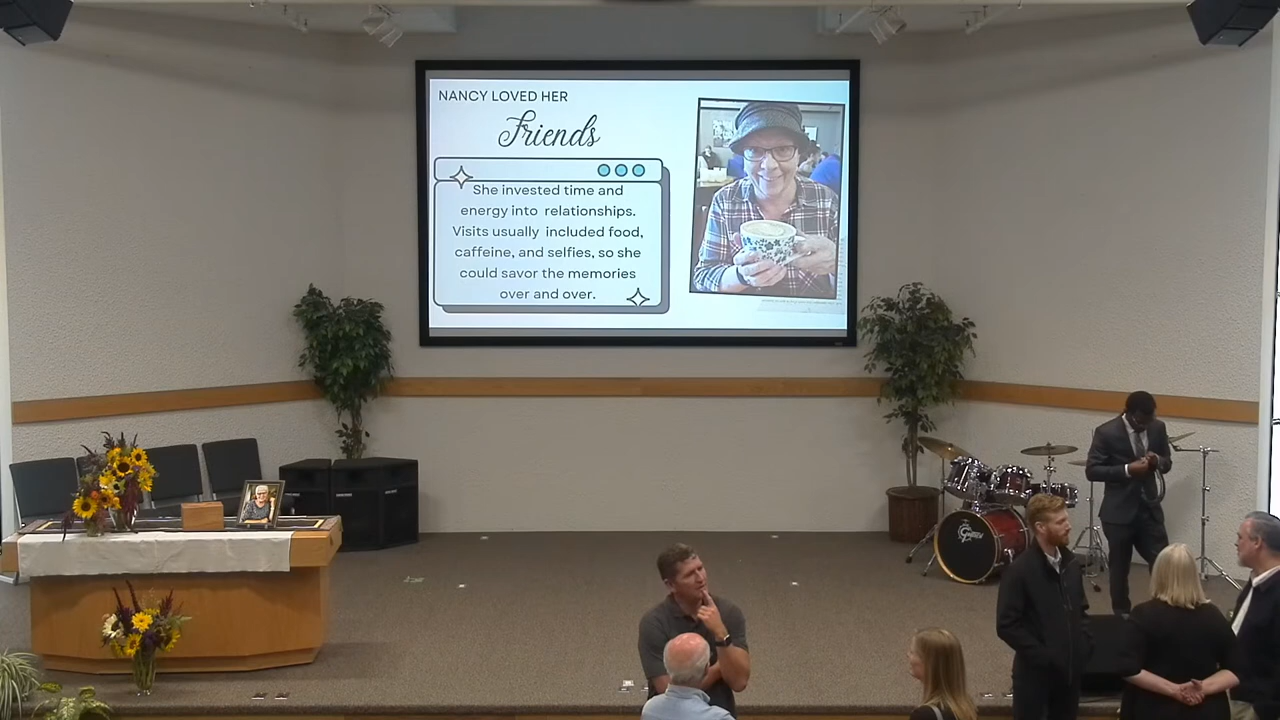 NANCY LOVED HER
Friends
She invested time and
energy into relationships.
Visits usually included food,
caffeine, and selfies, so she
could savor the memories
over and over.